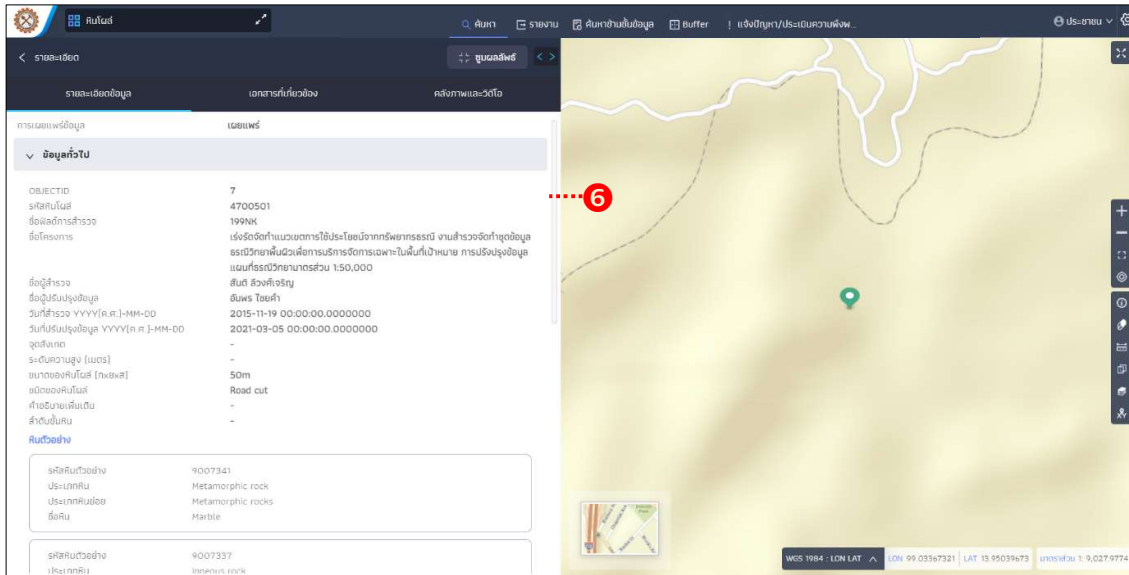 หินโผล่
ค้นหา
รายงาน
ค้นหาข้ามชั้นข้อมูล
Buffer
! แจ้งปัญหา/ประเมินความพึงพ...
ประชาชน
รายละเอียด
ซูมผลลัพธ์
รายละเอียดข้อมูล
เอกสารที่เกี่ยวข้อง
คลังภาพและวิดีโอ
การเผยแพร่ข้อมูล เผยแพร่
ข้อมูลทั่วไป
OBJECTID 7
รหัสหินโผล่ 4700501
ชื่อฟิลด์การสำรวจ 199NK
ชื่อโครงการ เร่งรัดจัดทำแนวเขตการใช้ประโยชน์จากทรัพยากรธรณี งานสำรวจจัดทำชุดข้อมูล
ธรณีวิทยาพื้นผิวเพื่อการบริการจัดการเฉพาะในพื้นที่เป้าหมาย การปรับปรุงข้อมูล
แผนที่ธรณีวิทยามาตรส่วน 1:50,000
ชื่อผู้สำรวจ สันติ ลีวงศ์เจริญ
ชื่อผู้ปรับปรุงข้อมูล อัมพร ไชยคำ
วันที่สำรวจ YYYY(ค.ศ.)-MM-DD 2015-11-19 00:00:00.0000000
วันที่ปรับปรุงข้อมูล YYYY(ค.ศ.)-MM-DD 2021-03-05 00:00:00.0000000
จุดสังเกต -
ระดับความสูง (เมตร) -
ขนาดของหินโผล่ (กxยxส) 50m
ชนิดของหินโผล่ Road cut
คำอธิบายเพิ่มเติม -
ลำดับชั้นหิน -
หินตัวอย่าง
รหัสหินตัวอย่าง 9007341
ประเภทหิน Metamorphic rock
ประเภทหินย่อย Metamorphic rocks
ชื่อหิน Marble
รหัสหินตัวอย่าง 9007337
ประเภทหิน Igneous rock
6
WGS 1984 : LON LAT
LON 99.03367321
LAT 13.95039673
มาตราส่วน 1: 9,027.9774